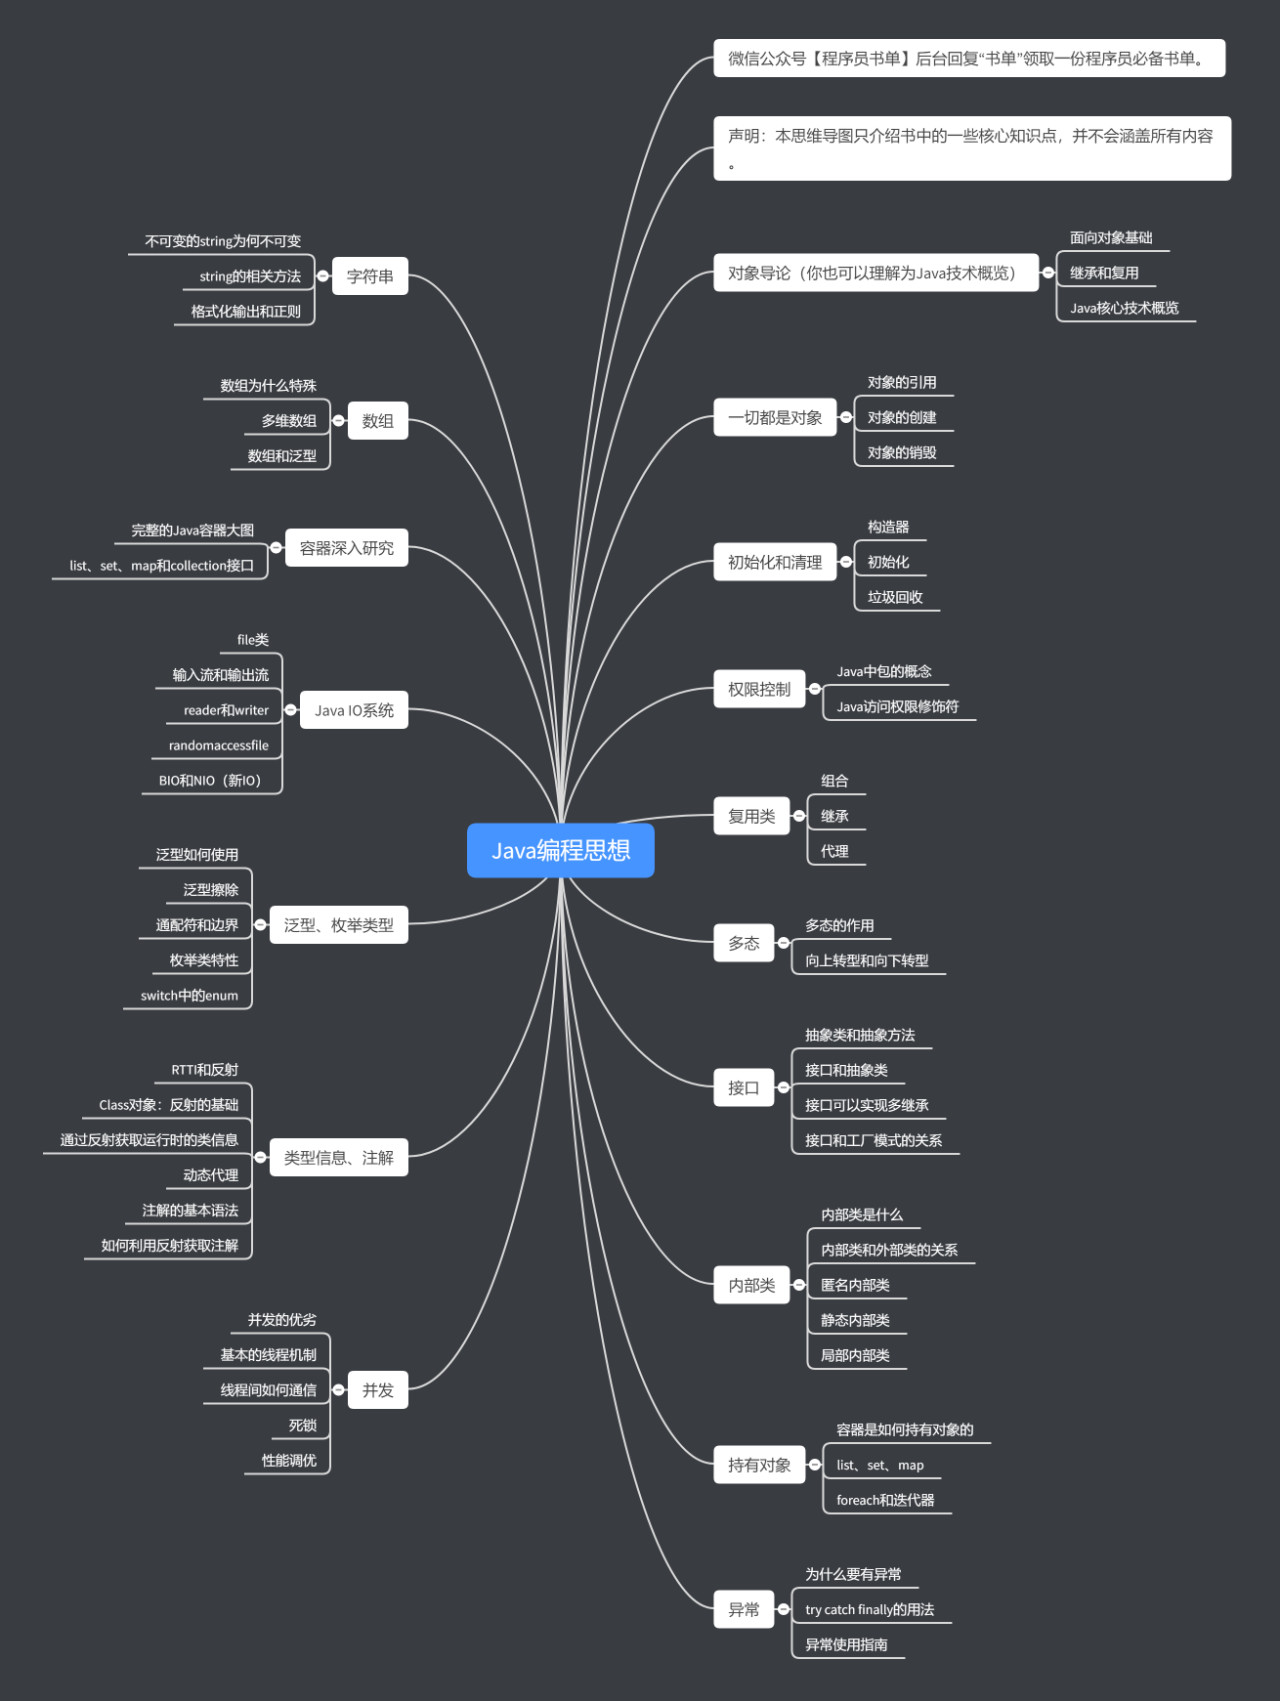 Java编程思想
微信公众号【程序员书单】后台回复“书单”领取一份程序员必备书单。
声明：本思维导图只介绍书中的一些核心知识点，并不会涵盖所有内容
。
对象导论（你也可以理解为Java技术概览）
面向对象基础
继承和复用
Java核心技术概览
一切都是对象
对象的引用
对象的创建
对象的销毁
初始化和清理
构造器
初始化
垃圾回收
权限控制
Java中包的概念
Java访问权限修饰符
复用类
组合
继承
代理
多态
多态的作用
向上转型和向下转型
接口
抽象类和抽象方法
接口和抽象类
接口可以实现多继承
接口和工厂模式的关系
内部类
内部类是什么
内部类和外部类的关系
匿名内部类
静态内部类
局部内部类
持有对象
容器是如何持有对象的
list、set、map
foreach和迭代器
异常
为什么要有异常
try catch finally的用法
异常使用指南
字符串
不可变的string为何不可变
string的相关方法
格式化输出和正则
数组
数组为什么特殊
多维数组
数组和泛型
容器深入研究
完整的Java容器大图
list、set、map和collection接口
Java IO系统
file类
输入流和输出流
reader和writer
randomaccessfile
BIO和NIO（新IO）
泛型、枚举类型
泛型如何使用
泛型擦除
通配符和边界
枚举类特性
switch中的enum
类型信息、注解
RTTI和反射
Class对象：反射的基础
通过反射获取运行时的类信息
动态代理
注解的基本语法
如何利用反射获取注解
并发
并发的优劣
基本的线程机制
线程间如何通信
死锁
性能调优